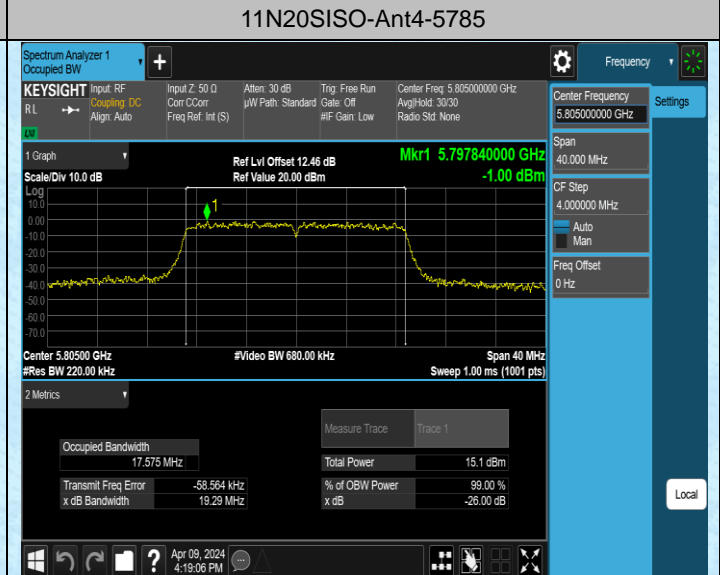 11N20SISO-Ant4-5785
Spectrum Analyzer 1
Occupied BW
+
Frequency
KEYSIGHT
R L
Input: RF
Coupling: DC
Align: Auto
Input Z: 50 Ω
Corr CCorr
Freq Ref: Int (S)
Atten: 30 dB
µW Path: Standard
Trig: Free Run
Gate: Off
#IF Gain: Low
Center Freq: 5.805000000 GHz
Avg|Hold: 30/30
Radio Std: None
Center Frequency
5.805000000 GHz
Settings
Span
40.000 MHz
CF Step
4.000000 MHz
Auto
Man
Freq Offset
0 Hz
1 Graph
Scale/Div 10.0 dB
Ref Lvl Offset 12.46 dB
Ref Value 20.00 dBm
Mkr1 5.797840000 GHz
-1.00 dBm
Log
10.0
0.00
-10.0
-20.0
-30.0
-40.0
-50.0
-60.0
-70.0
1
Center 5.80500 GHz
#Video BW 680.00 kHz
Span 40 MHz
#Res BW 220.00 kHz
Sweep 1.00 ms (1001 pts)
2 Metrics
Measure Trace
Trace 1
Occupied Bandwidth
17.575 MHz
Total Power
15.1 dBm
Transmit Freq Error
-58.564 kHz
% of OBW Power
99.00 %
x dB Bandwidth
19.29 MHz
x dB
-26.00 dB
Local
?
Apr 09, 2024
4:19:06 PM